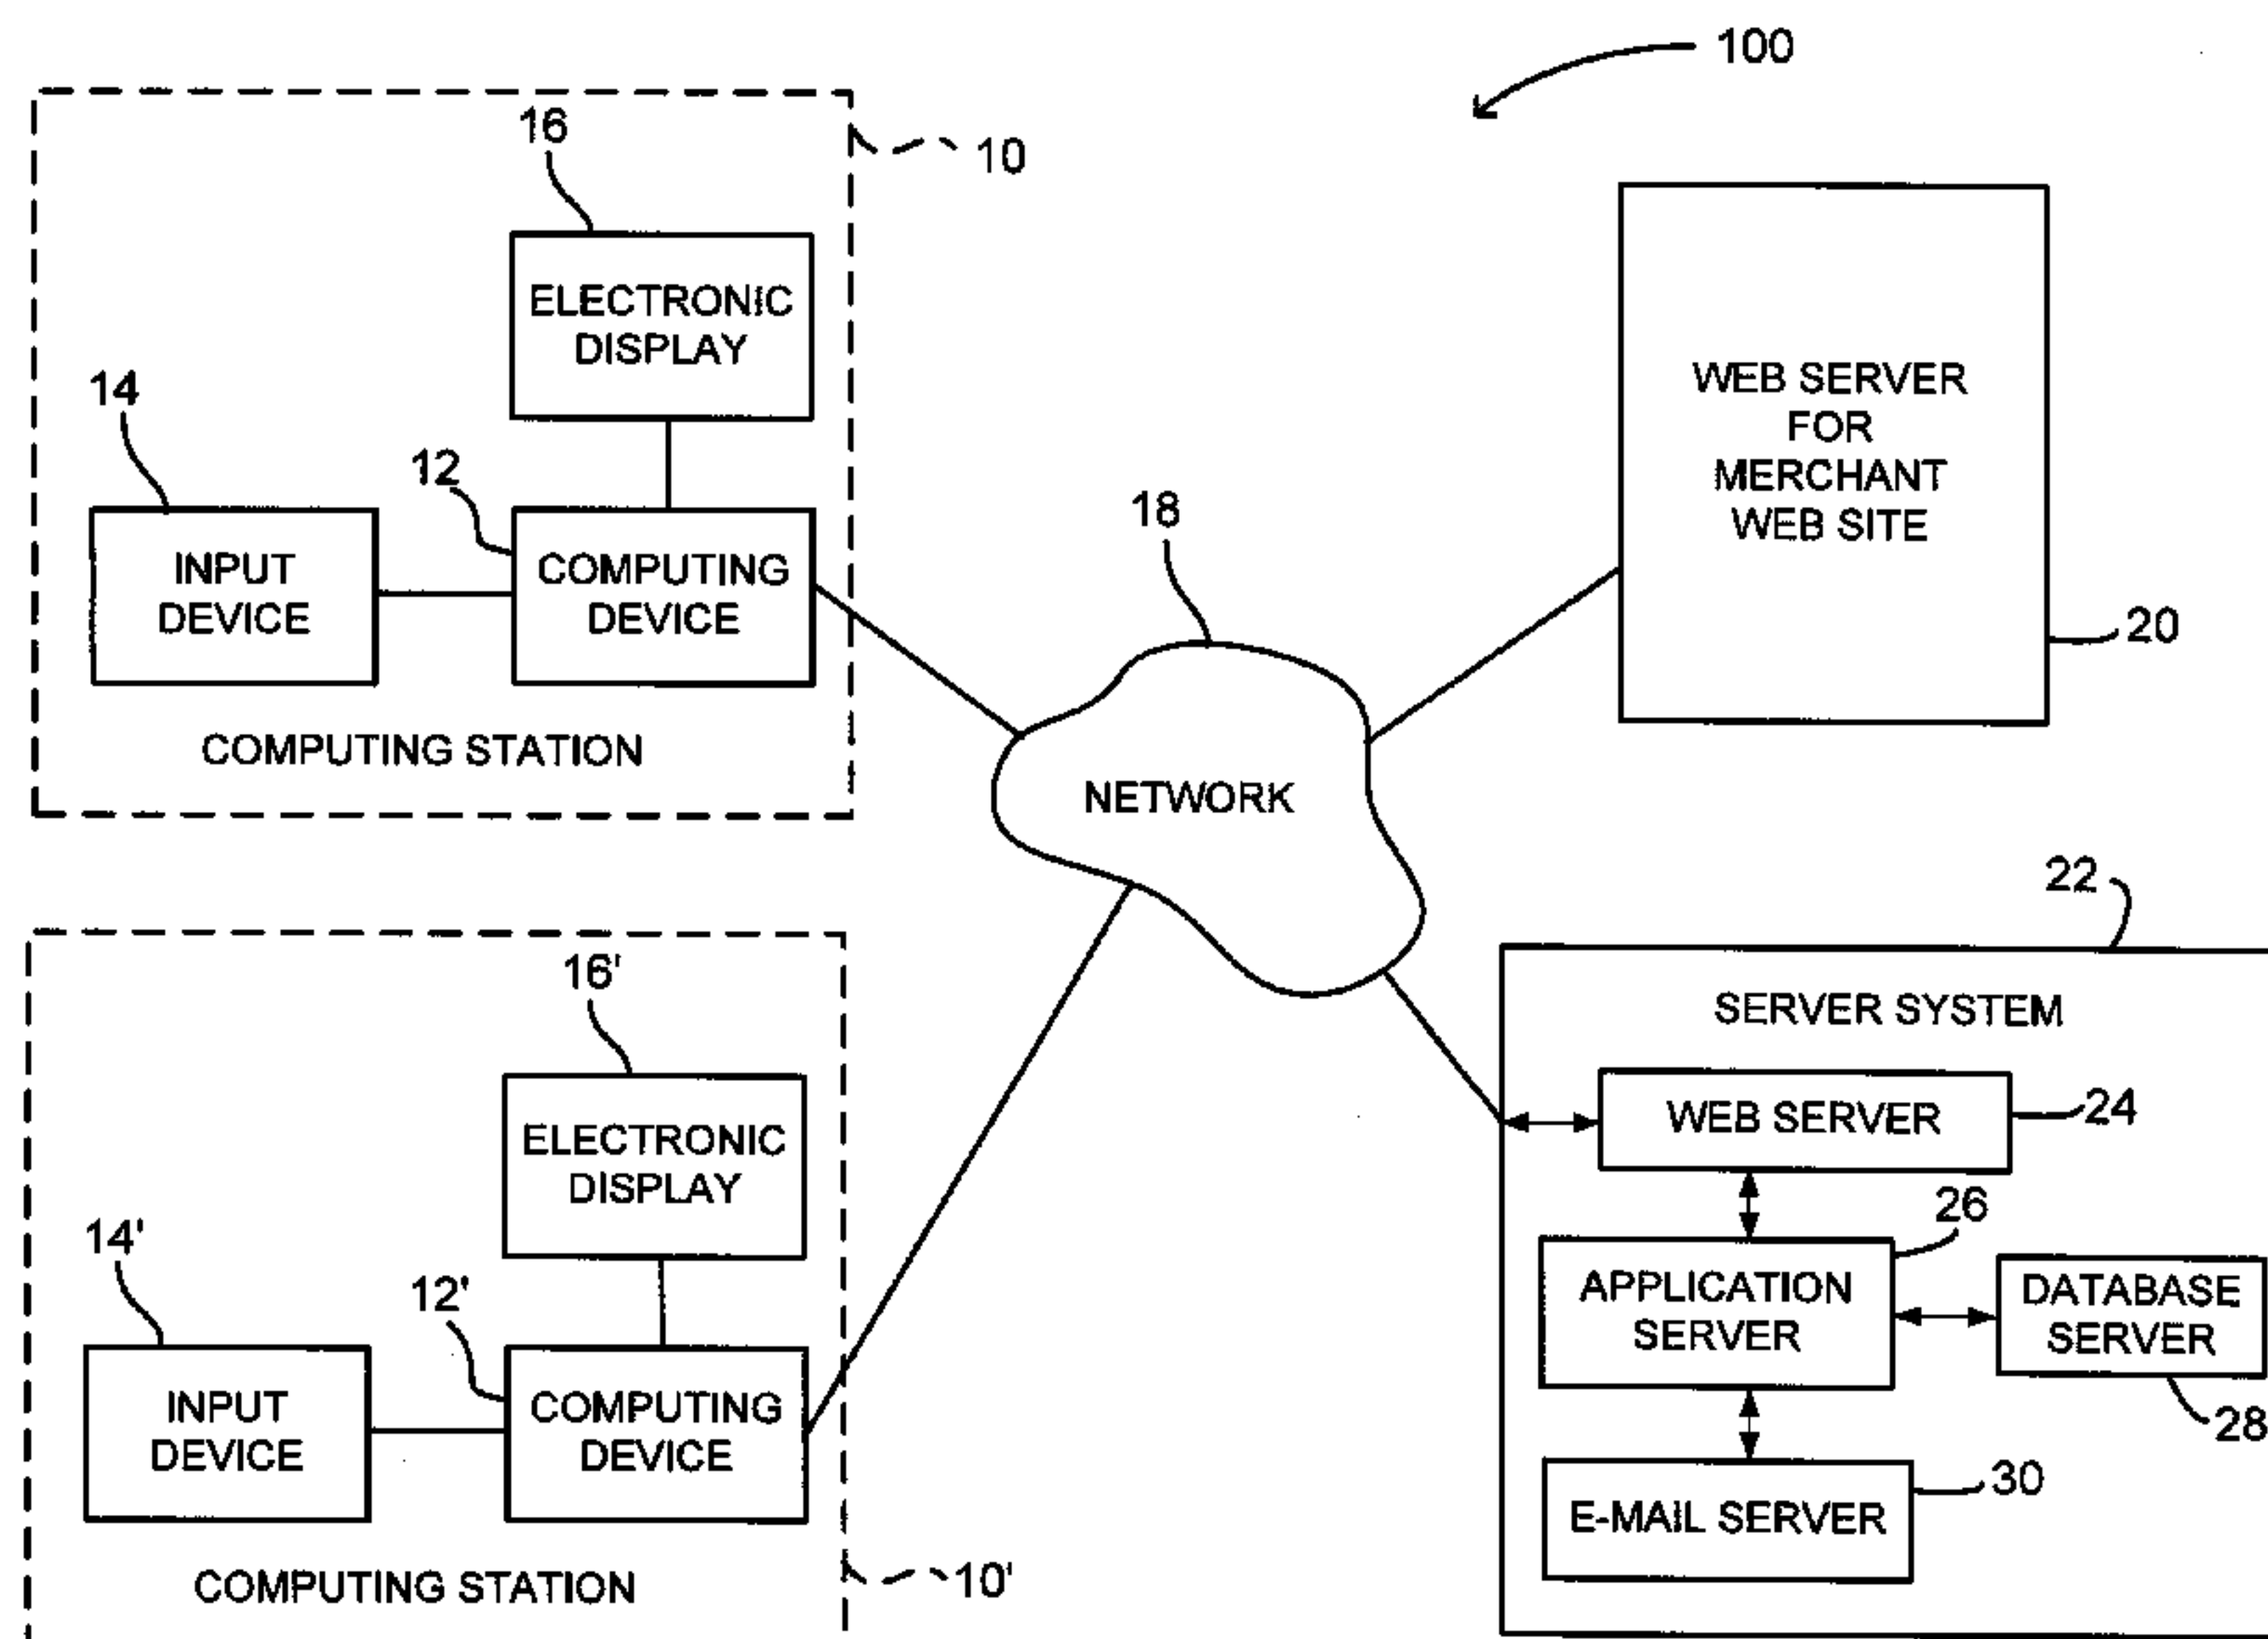 100
10
16
ELECTRONIC
DISPLAY
14
12
INPUT
DEVICE
COMPUTING
DEVICE
COMPUTING STATION
18
NETWORK
WEB SERVER
FOR
MERCHANT
WEB SITE
20
16'
ELECTRONIC
DISPLAY
14'
12'
INPUT
DEVICE
COMPUTING
DEVICE
COMPUTING STATION
10'
22
SERVER SYSTEM
WEB SERVER
24
26
APPLICATION
SERVER
DATABASE
SERVER
28
30
E-MAIL SERVER